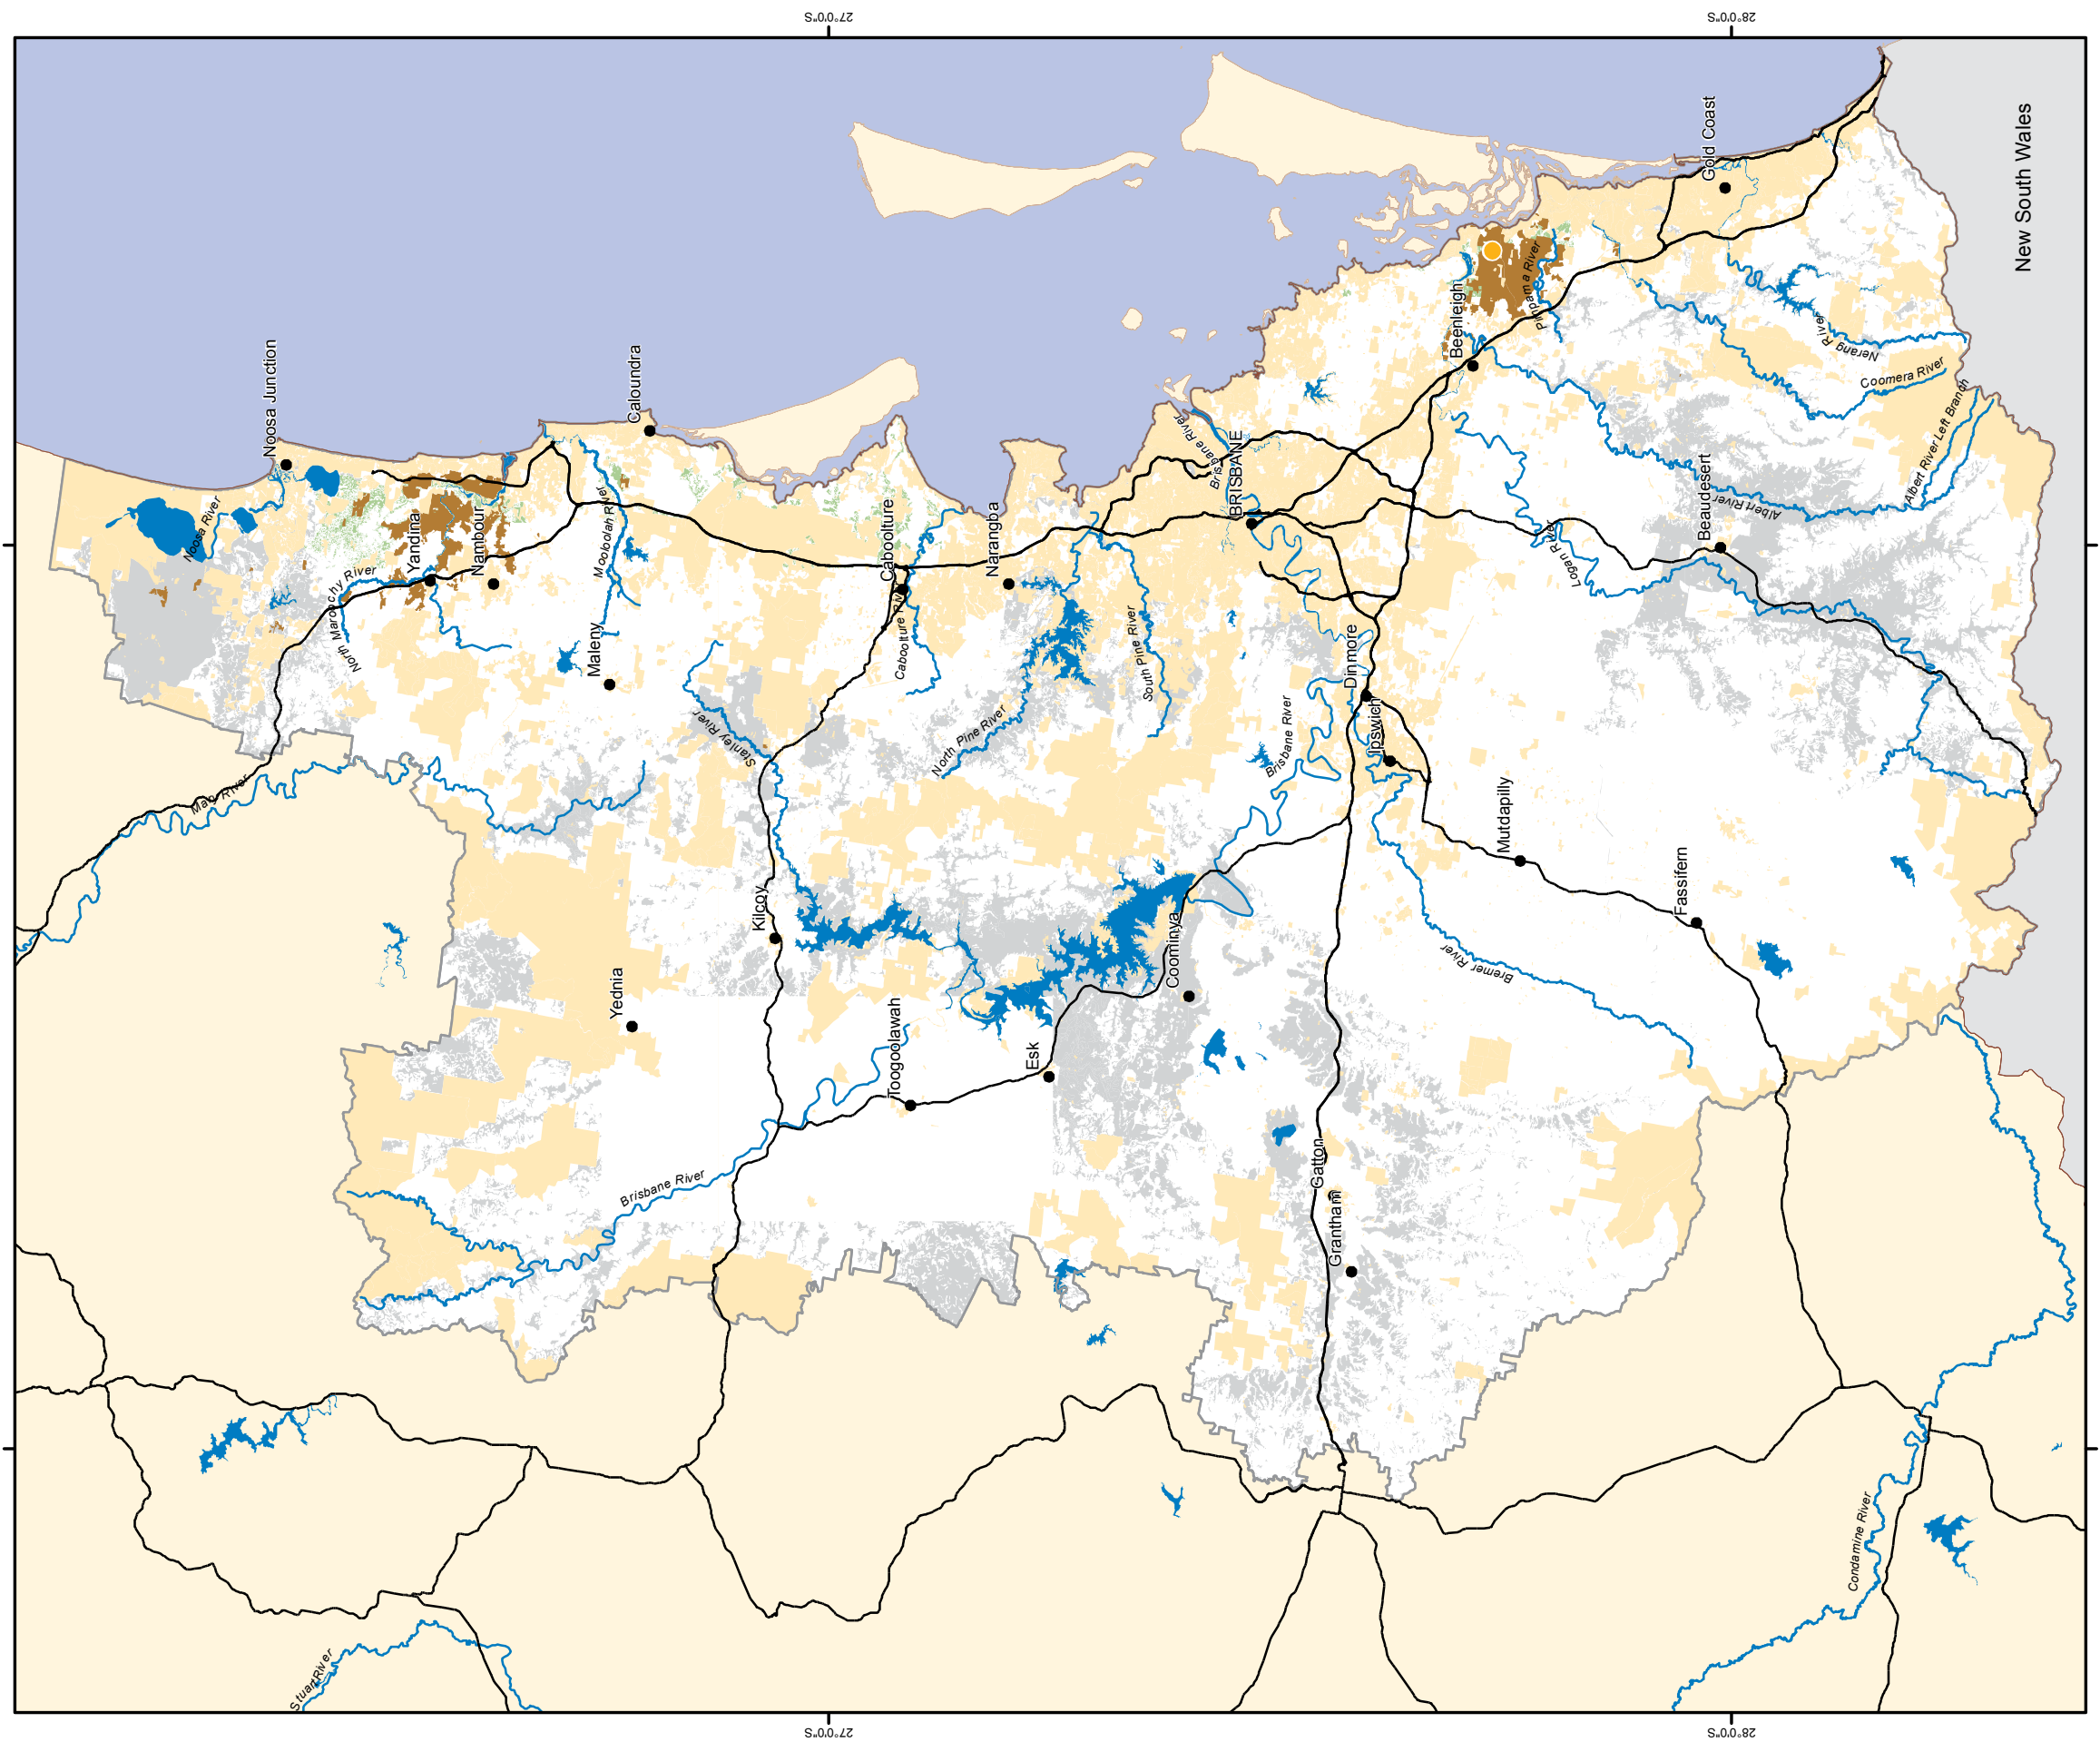 27°0'0"S
28°0'0"S
New South Wales
Gold Coast
Noosa Junction
Caloundra
Beenleigh
Pimpama River
Nerang River
Coomera River
Albert River Left Branch
Albert River
Beaudesert
Logan River
Brisbane River
BRISBANE
Noosa River
Yandina
Nambour
Mooloolah River
Caboolture
Narangba
North Maroochy River
Maleny
Caboolture River
South Pine River
North Pine River
Stanley River
Dinmore
Ipswich
Brisbane River
Mary River
Mutdapilly
Fassifern
Kilcoy
Coominya
Bremer River
Yednia
Toogoolawah
Esk
Brisbane River
Gatton
Grantham
Condamine River
Stuart River
27°0'0"S
28°0'0"S